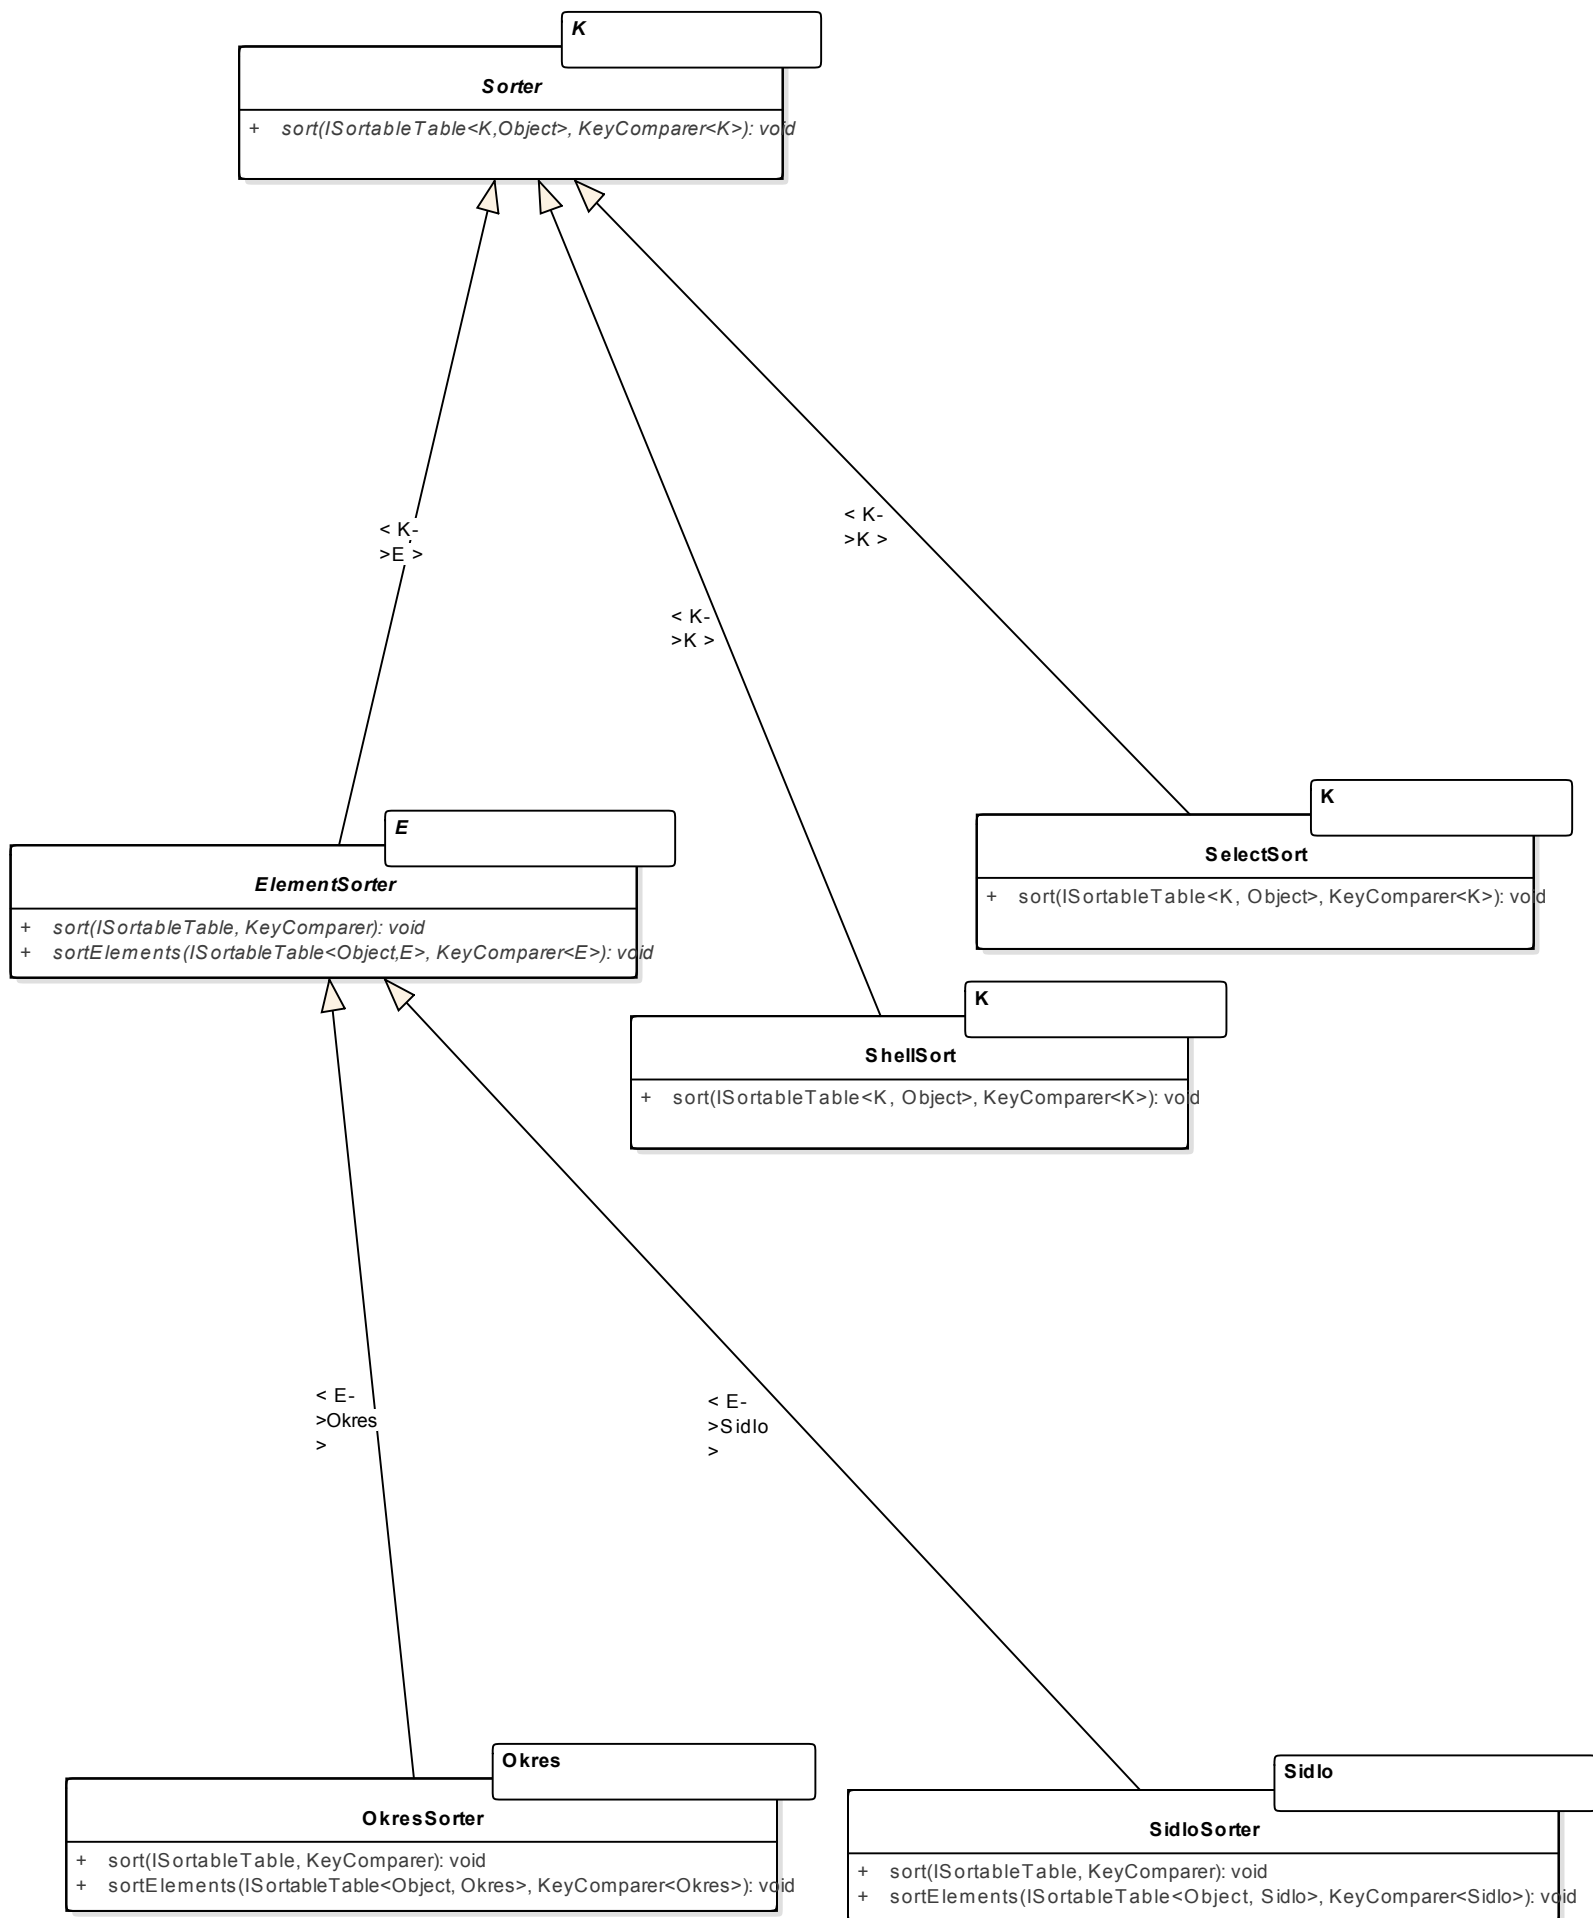 K
Sorter
+ sort(ISortableTable<K,Object>, KeyComparer<K>): void
< K-
>E >
< K-
>K >
< K-
>K >
E
ElementSorter
+ sort(ISortableTable, KeyComparer): void
+ sortElements(ISortableTable<Object,E>, KeyComparer<E>): void
K
SelectSort
+ sort(ISortableTable<K, Object>, KeyComparer<K>): void
K
ShellSort
+ sort(ISortableTable<K, Object>, KeyComparer<K>): void
< E-
>Okres
>
< E-
>Sidlo
>
Okres
OkresSorter
+ sort(ISortableTable, KeyComparer): void
+ sortElements(ISortableTable<Object, Okres>, KeyComparer<Okres>): void
Sidlo
SidloSorter
+ sort(ISortableTable, KeyComparer): void
+ sortElements(ISortableTable<Object, Sidlo>, KeyComparer<Sidlo>): void